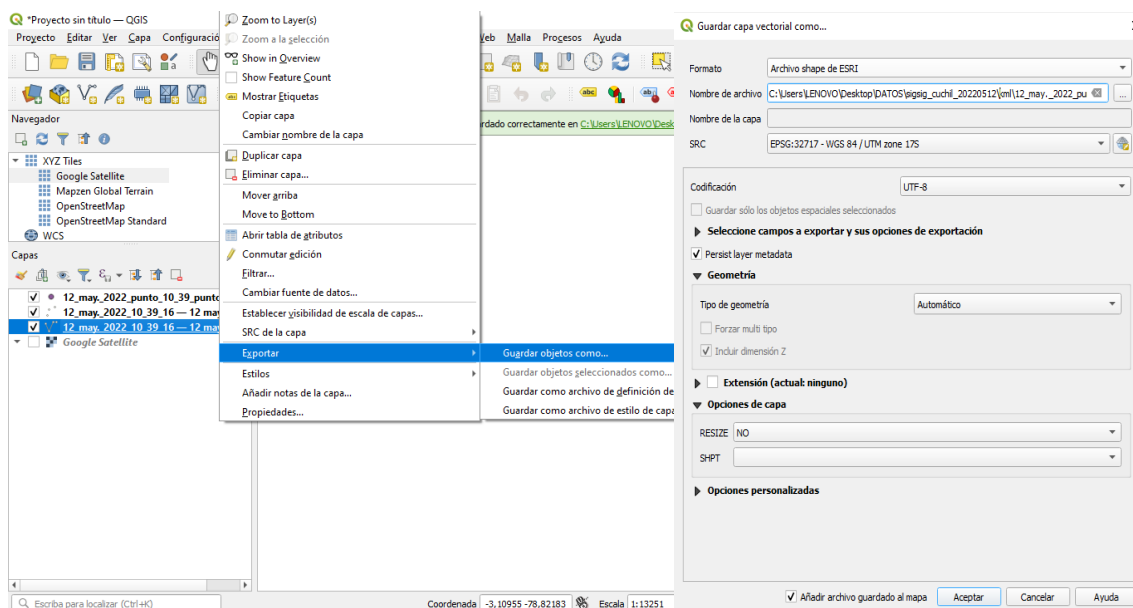 *Proyecto sin título — QGIS
Proyecto Editar Ver Capa Configuració
Navegador
XYZ Tiles
Google Satellite
Mapzen Global Terrain
OpenStreetMap
OpenStreetMap Standard
WCS
Capas
12_may._2022_punto_10_39_punto
12_may._2022_10_39_16 — 12 may
12_may._2022_10_39_16 — 12 may
Google Satellite
Escriba para localizar (Ctrl+K)
Zoom to Layer(s)
Zoom a la selección
Show in Overview
Show Feature Count
abc Mostrar Etiquetas
Copiar capa
Cambiar nombre de la capa
Duplicar capa
Eliminar capa...
Mover arriba
Move to Bottom
Abrir tabla de atributos
Conmutar edición
Filtrar...
Cambiar fuente de datos...
Establecer visibilidad de escala de capas...
SRC de la capa
Exportar
Estilos
Añadir notas de la capa...
Propiedades...
Guardar objetos como...
Guardar objetos seleccionados como...
Guardar como archivo de definición de
Guardar como archivo de estilo de capa
Web Malla Procesos Ayuda
abc
rdado correctamente en C:\Users\LENOVO\Desk
Coordenada -3,10955 -78,82183 Escala 1:13251
Guardar capa vectorial como...
Formato Archivo shape de ESRI
Nombre de archivo C:\Users\LENOVO\Desktop\DATOS\sigsig_cuchil_20220512\kml\12_may._2022_pu ...
Nombre de la capa
SRC EPSG:32717 - WGS 84 / UTM zone 17S
Codificación UTF-8
Guardar sólo los objetos espaciales seleccionados
Seleccione campos a exportar y sus opciones de exportación
Persist layer metadata
Geometría
Tipo de geometría Automático
Forzar multi tipo
Incluir dimensión Z
Extensión (actual: ninguno)
Opciones de capa
RESIZE NO
SHPT
Opciones personalizadas
Añadir archivo guardado al mapa Aceptar Cancelar Ayuda